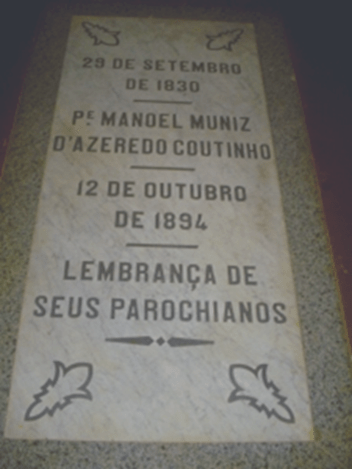 29 DE SETEMBRO
DE 1830
Pᵉ MANOEL MUNIZ
D'AZEREDO COUTINHO
12 DE OUTUBRO
DE 1894
LEMBRANÇA DE
SEUS PAROCHIANOS